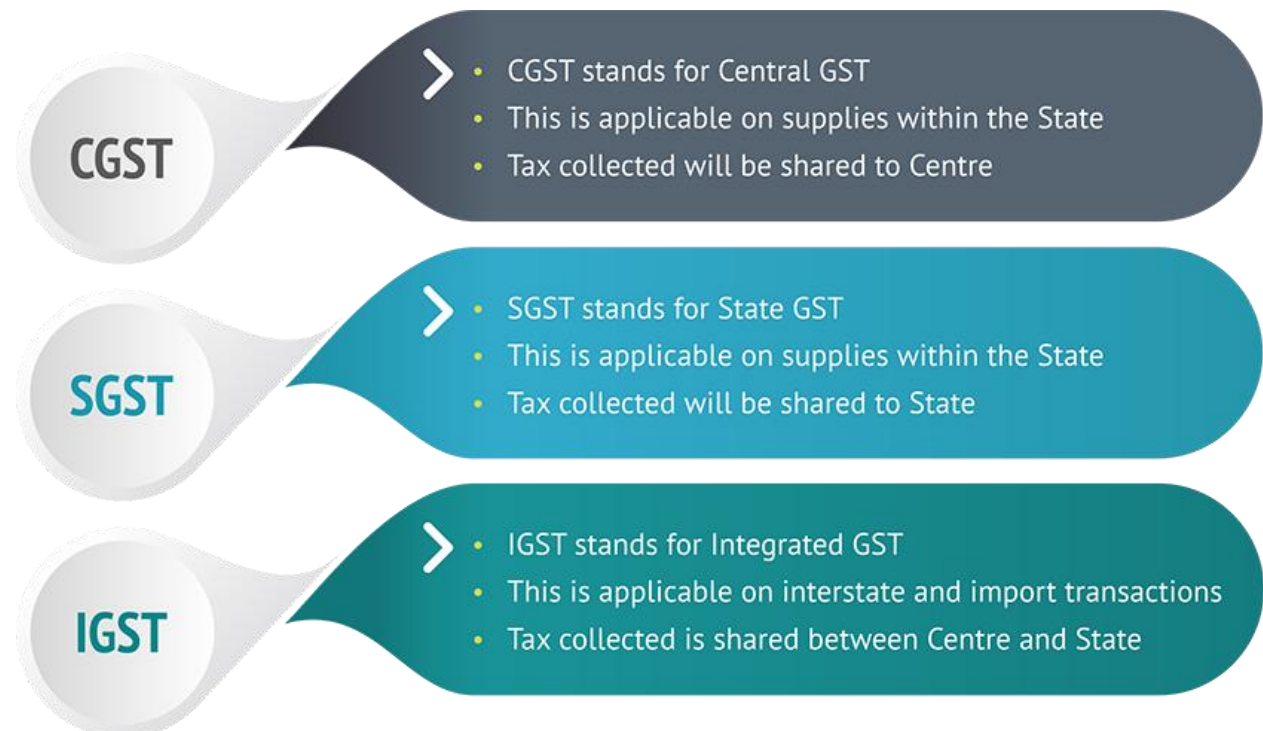 CGST
• CGST stands for Central GST
• This is applicable on supplies within the State
• Tax collected will be shared to Centre
SGST
• SGST stands for State GST
• This is applicable on supplies within the State
• Tax collected will be shared to State
IGST
• IGST stands for Integrated GST
• This is applicable on interstate and import transactions
• Tax collected is shared between Centre and State